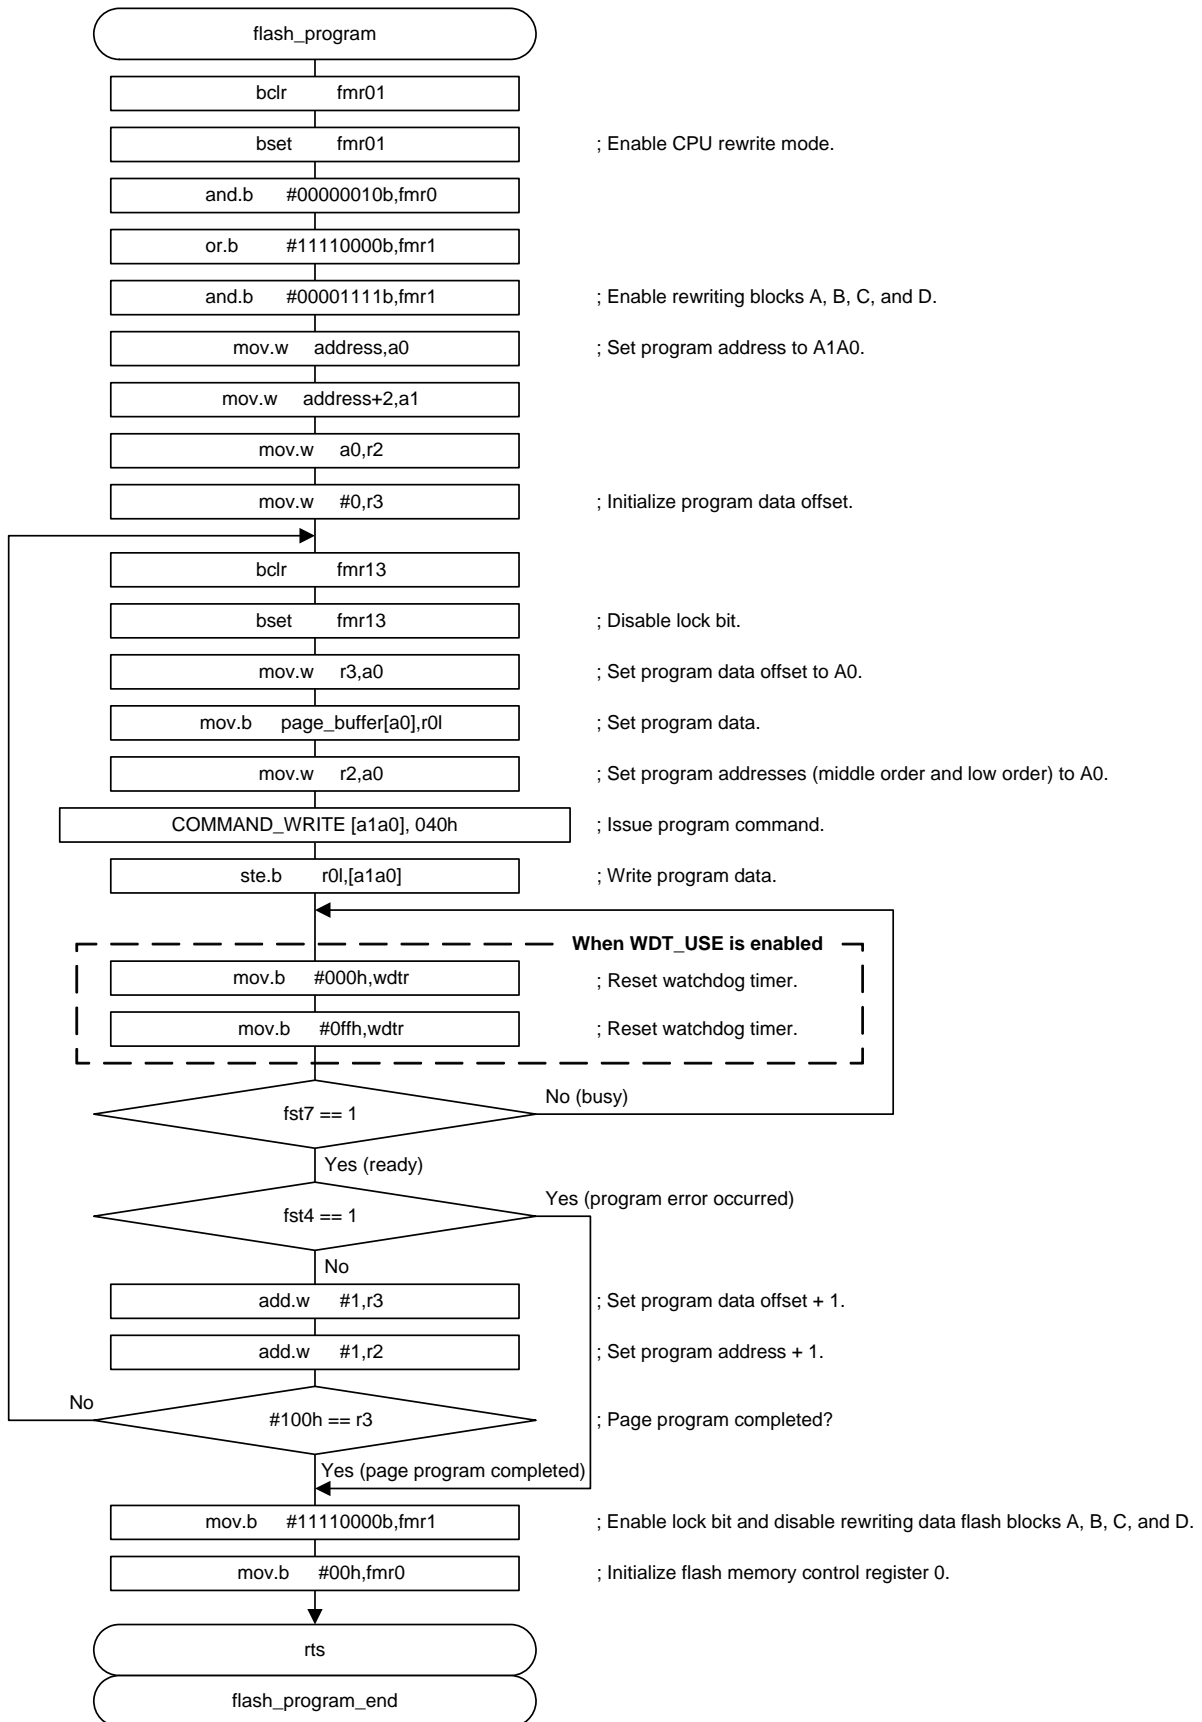 flash_program
bclr fmr01
bset fmr01 ; Enable CPU rewrite mode.
and.b #00000010b,fmr0
or.b #11110000b,fmr1
and.b #00001111b,fmr1 ; Enable rewriting blocks A, B, C, and D.
mov.w address,a0 ; Set program address to A1A0.
mov.w address+2,a1
mov.w a0,r2
mov.w #0,r3 ; Initialize program data offset.
bclr fmr13
bset fmr13 ; Disable lock bit.
mov.w r3,a0 ; Set program data offset to A0.
mov.b page_buffer[a0],r0l ; Set program data.
mov.w r2,a0 ; Set program addresses (middle order and low order) to A0.
COMMAND_WRITE [a1a0], 040h ; Issue program command.
ste.b r0l,[a1a0] ; Write program data.
When WDT_USE is enabled
mov.b #000h,wdtr ; Reset watchdog timer.
mov.b #0ffh,wdtr ; Reset watchdog timer.
No (busy)
fst7 == 1
Yes (ready)
Yes (program error occurred)
fst4 == 1
No
add.w #1,r3 ; Set program data offset + 1.
add.w #1,r2 ; Set program address + 1.
No
#100h == r3 ; Page program completed?
Yes (page program completed)
mov.b #11110000b,fmr1 ; Enable lock bit and disable rewriting data flash blocks A, B, C, and D.
mov.b #00h,fmr0 ; Initialize flash memory control register 0.
rts
flash_program_end